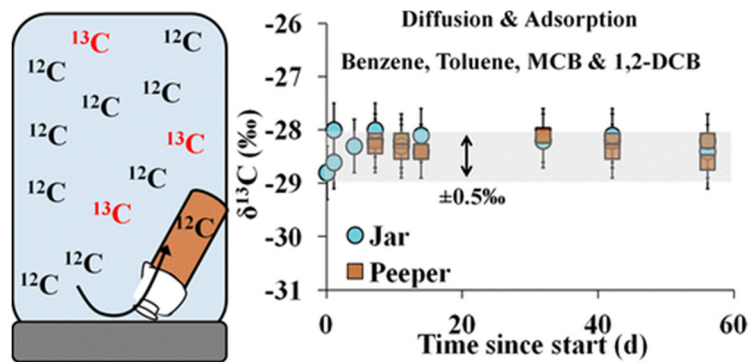 ¹³C
¹²C
¹²C
¹²C
¹²C
¹²C
¹³C
¹²C
¹²C
¹³C
¹²C
¹²C
¹²C
Diffusion & Adsorption
Benzene, Toluene, MCB & 1,2-DCB
δ¹³C (‰)
-26
-27
-28
-29
-30
-31
±0.5‰
Jar
Peeper
0
20
40
60
Time since start (d)